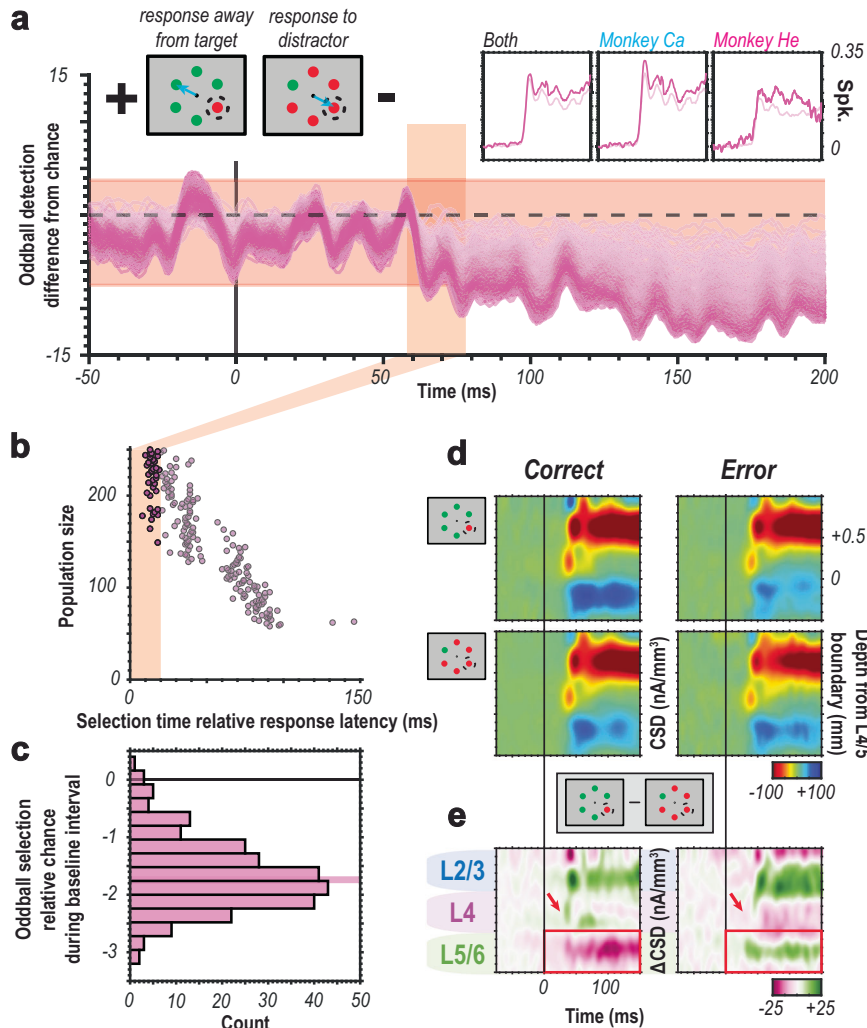 a
response away
from target
response to
distractor
Both
Monkey Ca
Monkey He
0.35
Spk.
0
+
-
15
Oddball detection
difference from chance
-15
-50
0
50
100
150
200
Time (ms)
b
Population size
200
100
0
0
150
Selection time relative response latency (ms)
c
Oddball selection
relative chance
during baseline interval
0
-1
-2
-3
0
10
20
30
40
50
Count
d
Correct
Error
+0.5
0
CSD (nA/mm³)
Depth from L4/5
boundary (mm)
-100
+100
–
e
L2/3
L4
L5/6
ΔCSD (nA/mm³)
0
100
Time (ms)
-25
+25